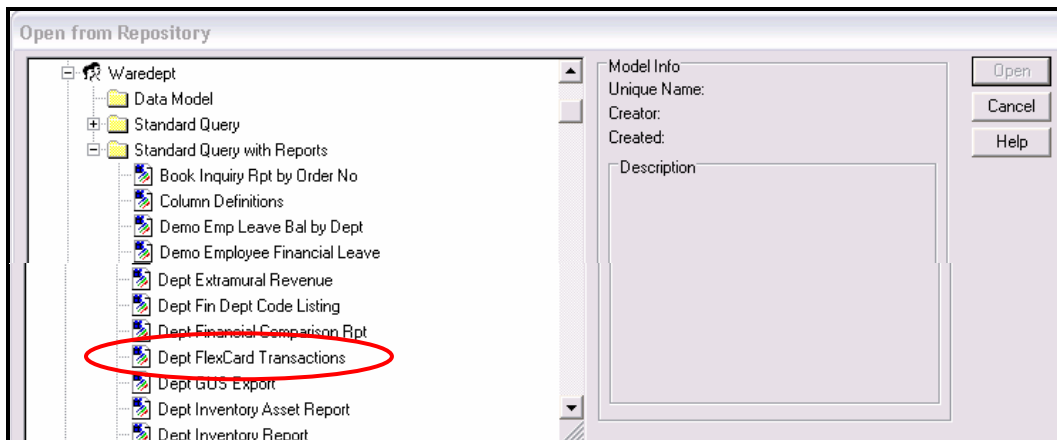 Open from Repository
Waredept
Data Model
Standard Query
Standard Query with Reports
Book Inquiry Rpt by Order No
Column Definitions
Demo Emp Leave Bal by Dept
Demo Employee Financial Leave
Dept Extramural Revenue
Dept Fin Dept Code Listing
Dept Financial Comparison Rpt
Dept FlexCard Transactions
Dept GUS Export
Dept Inventory Asset Report
Dept Inventory Report
Model Info
Unique Name:
Creator:
Created:
Description
Open
Cancel
Help